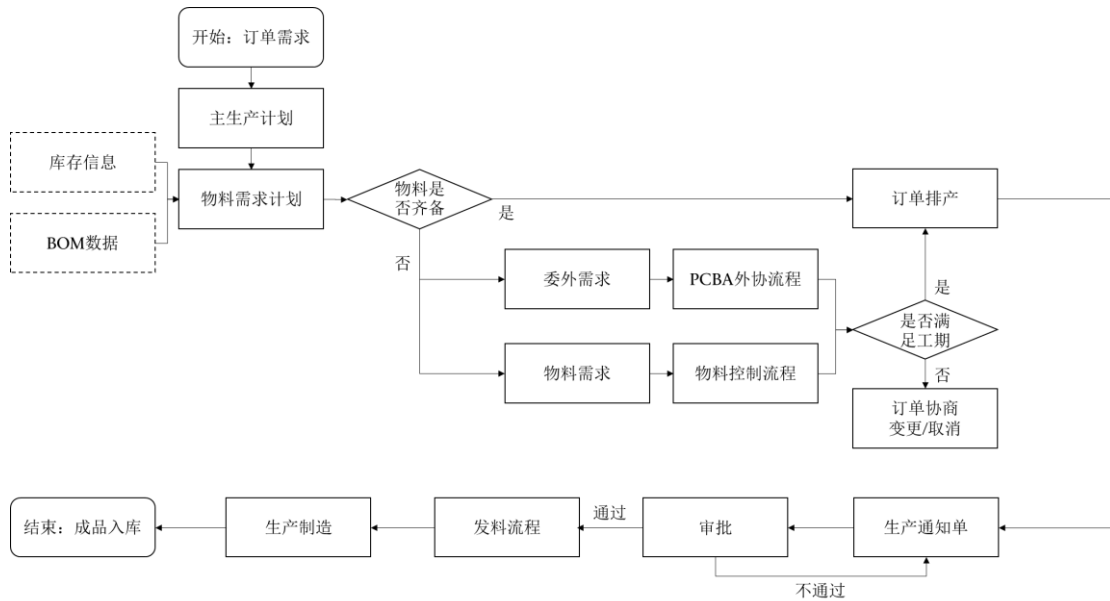 开始：订单需求
主生产计划
库存信息
物料需求计划
BOM数据
物料是
否齐备
是
否
订单排产
委外需求
PCBA外协流程
物料需求
物料控制流程
是
是否满
足工期
否
订单协商
变更/取消
结束：成品入库
生产制造
发料流程
通过
审批
生产通知单
不通过